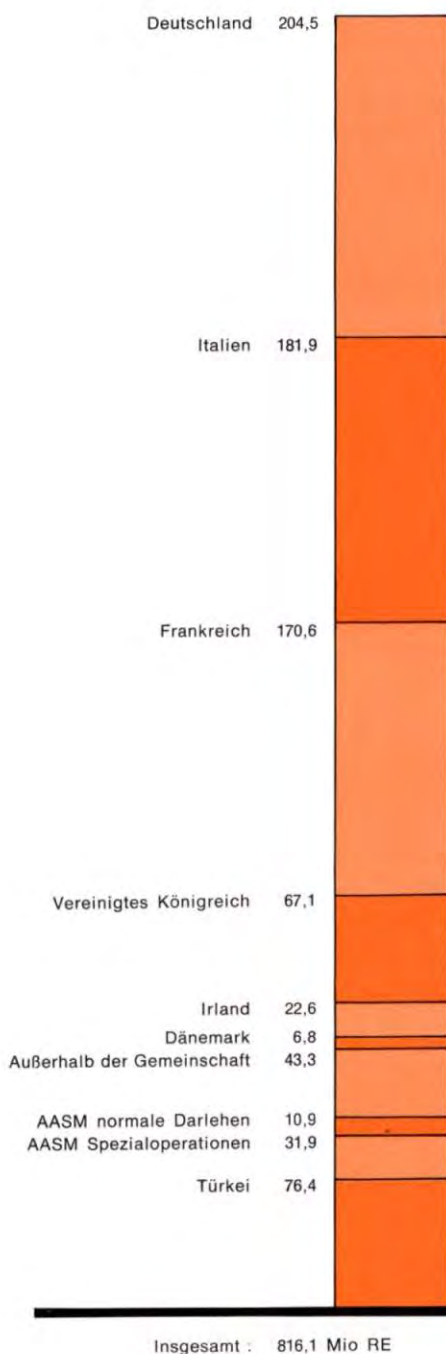 Deutschland 204,5
Italien 181,9
Frankreich 170,6
Vereinigtes Königreich 67,1
Irland 22,6
Dänemark 6,8
Außerhalb der Gemeinschaft 43,3
AASM normale Darlehen 10,9
AASM Spezialoperationen 31,9
Türkei 76,4
Insgesamt : 816,1 Mio RE